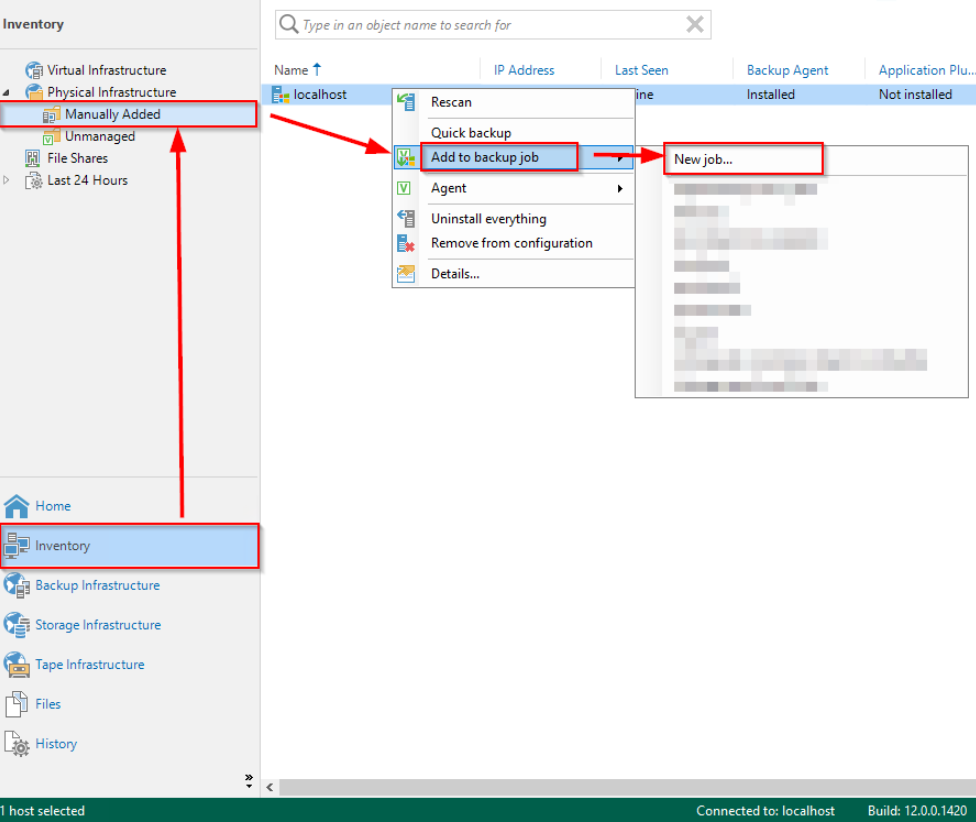 Inventory
Type in an object name to search for
Virtual Infrastructure
Physical Infrastructure
Manually Added
Unmanaged
File Shares
Last 24 Hours
Name IP Address Last Seen Backup Agent Application Plu...
localhost ine Installed Not installed
Rescan
Quick backup
Add to backup job
New job...
Agent
Uninstall everything
Remove from configuration
Details...
Home
Inventory
Backup Infrastructure
Storage Infrastructure
Tape Infrastructure
Files
History
1 host selected Connected to: localhost Build: 12.0.0.1420